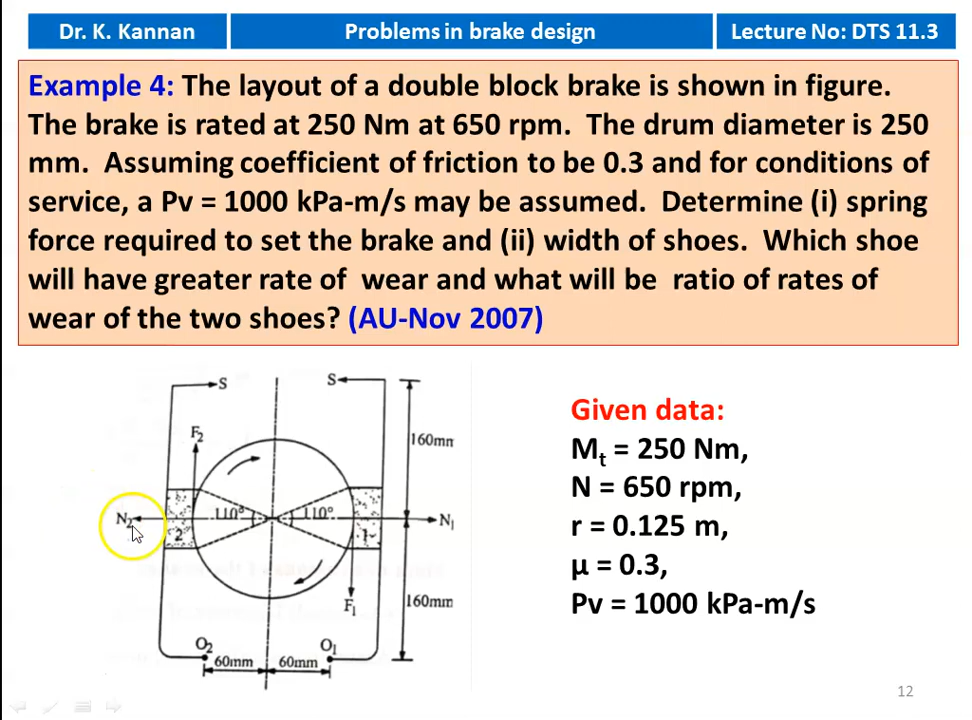 Dr. K. Kannan
Problems in brake design
Lecture No: DTS 11.3
Example 4: The layout of a double block brake is shown in figure.
The brake is rated at 250 Nm at 650 rpm. The drum diameter is 250
mm. Assuming coefficient of friction to be 0.3 and for conditions of
service, a Pv = 1000 kPa-m/s may be assumed. Determine (i) spring
force required to set the brake and (ii) width of shoes. Which shoe
will have greater rate of wear and what will be ratio of rates of
wear of the two shoes? (AU-Nov 2007)
S
S
F₂
160mm
110°
110°
N₂
N₁
2
1
F₁
160mm
O₂
O₁
60mm
60mm
Given data:
Mₜ = 250 Nm,
N = 650 rpm,
r = 0.125 m,
μ = 0.3,
Pv = 1000 kPa-m/s
12